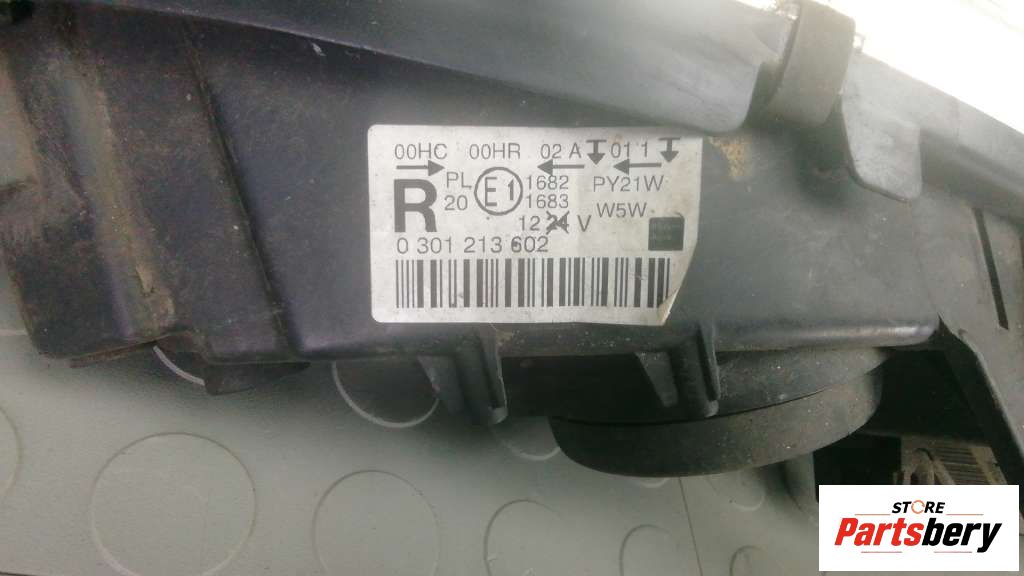 00HC 00HR 02 A 01 1
R PL E1 1682 PY21W
20 1683 W5W
12 24 V
0 301 213 602
STORE
Partsbery